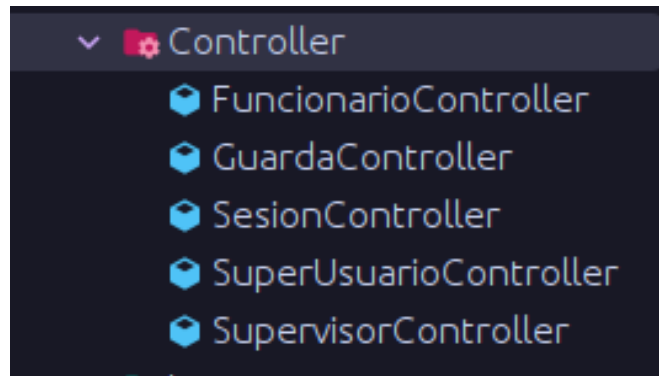 Controller
FuncionarioController
GuardaController
SesionController
SuperUsuarioController
SupervisorController